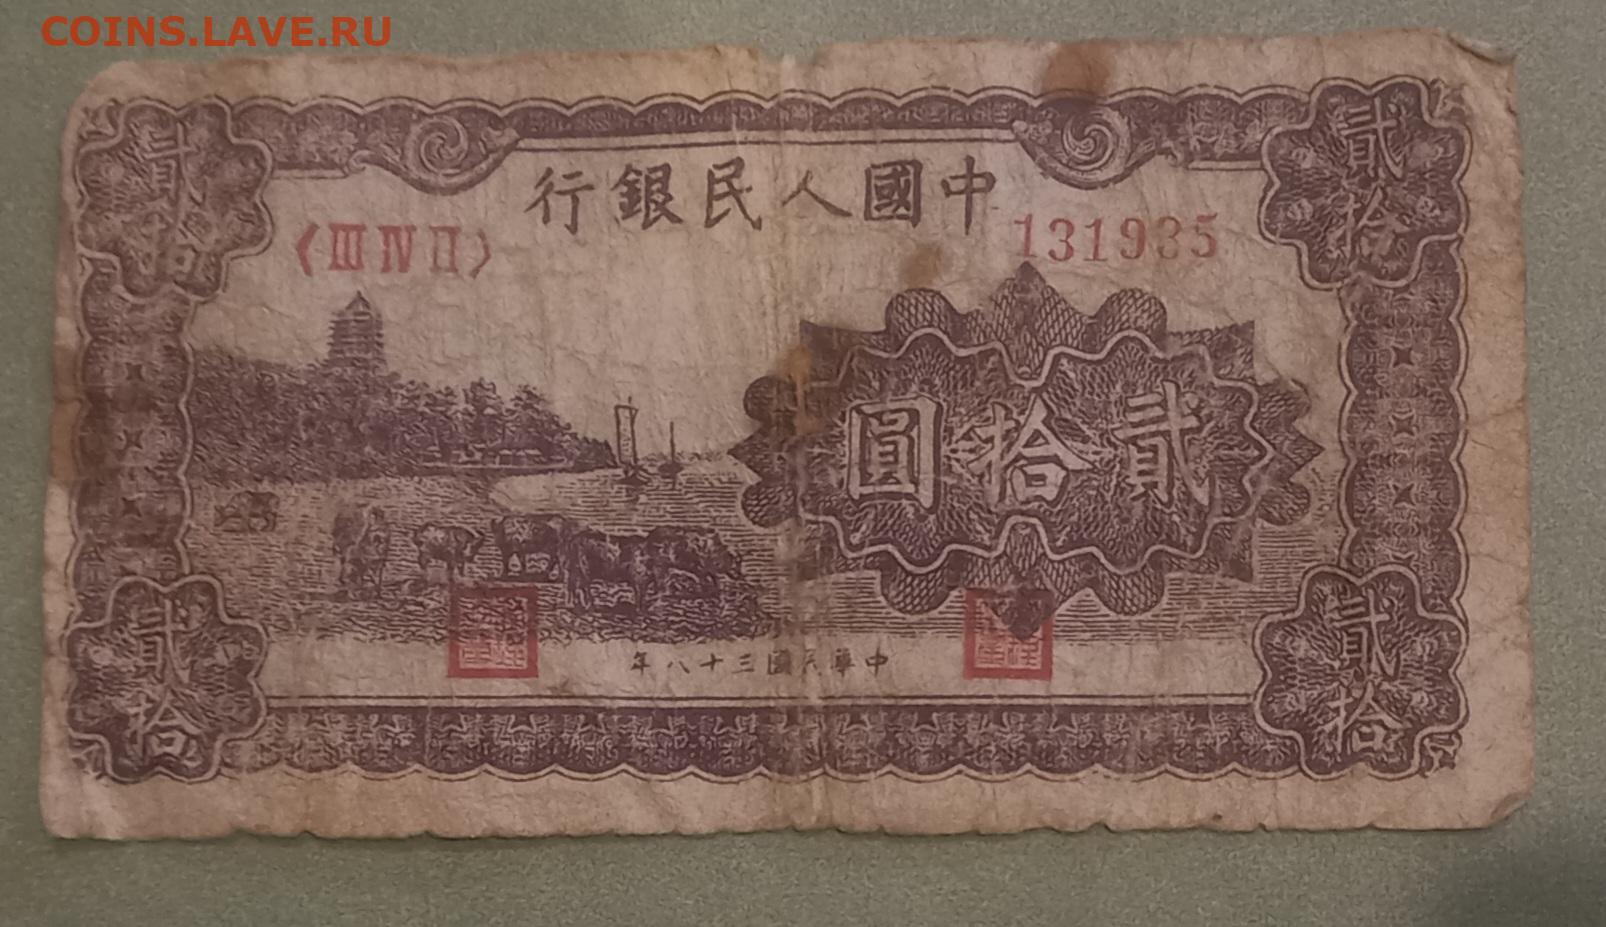 COINS.LAVE.RU
貳拾
貳拾
中國人民銀行
〈III IV II〉
131935
貳拾圓
中華民國三十八年
貳拾
貳拾